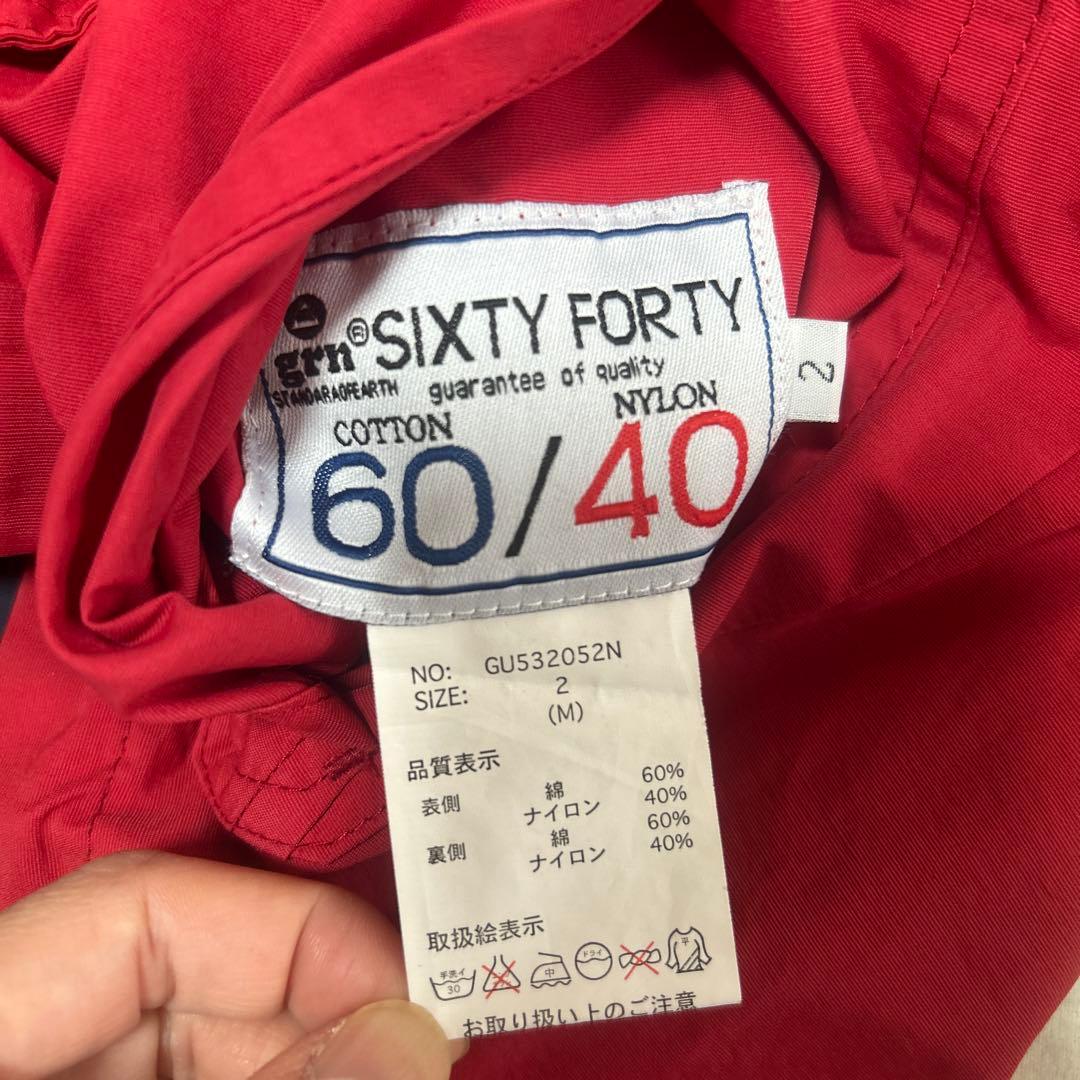 grn® SIXTY FORTY
STANDARAOFEARTH guarantee of quality
COTTON NYLON
60/40
2
NO: GU532052N
SIZE: 2
(M)
品質表示
表側 綿 60%
ナイロン 40%
裏側 綿 60%
ナイロン 40%
取扱絵表示
手洗イ 30 中 ドライ 平
お取り扱い上のご注意